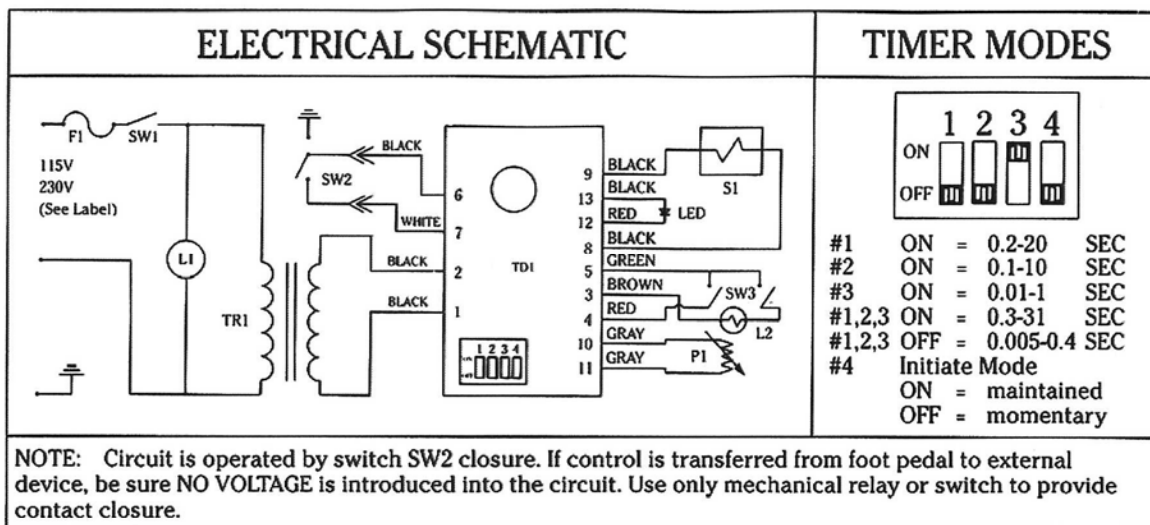 ELECTRICAL SCHEMATIC
F1
SW1
115V
230V
(See Label)
L1
TR1
SW2
BLACK
WHITE
BLACK
BLACK
6
7
2
1
TD1
1 2 3 4
ON
OFF
9
13
12
8
5
3
4
10
11
BLACK
BLACK
RED
BLACK
GREEN
BROWN
RED
GRAY
GRAY
S1
LED
SW3
L2
P1
TIMER MODES
1 2 3 4
ON
OFF
#1 ON = 0.2-20 SEC
#2 ON = 0.1-10 SEC
#3 ON = 0.01-1 SEC
#1,2,3 ON = 0.3-31 SEC
#1,2,3 OFF = 0.005-0.4 SEC
#4 Initiate Mode
ON = maintained
OFF = momentary
NOTE: Circuit is operated by switch SW2 closure. If control is transferred from foot pedal to external
device, be sure NO VOLTAGE is introduced into the circuit. Use only mechanical relay or switch to provide
contact closure.